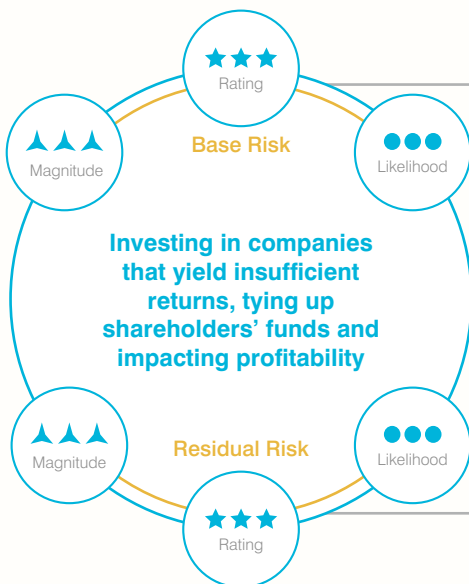 Rating
Magnitude
Base Risk
Likelihood
Investing in companies
that yield insufficient
returns, tying up
shareholders’ funds and
impacting profitability
Magnitude
Residual Risk
Likelihood
Rating